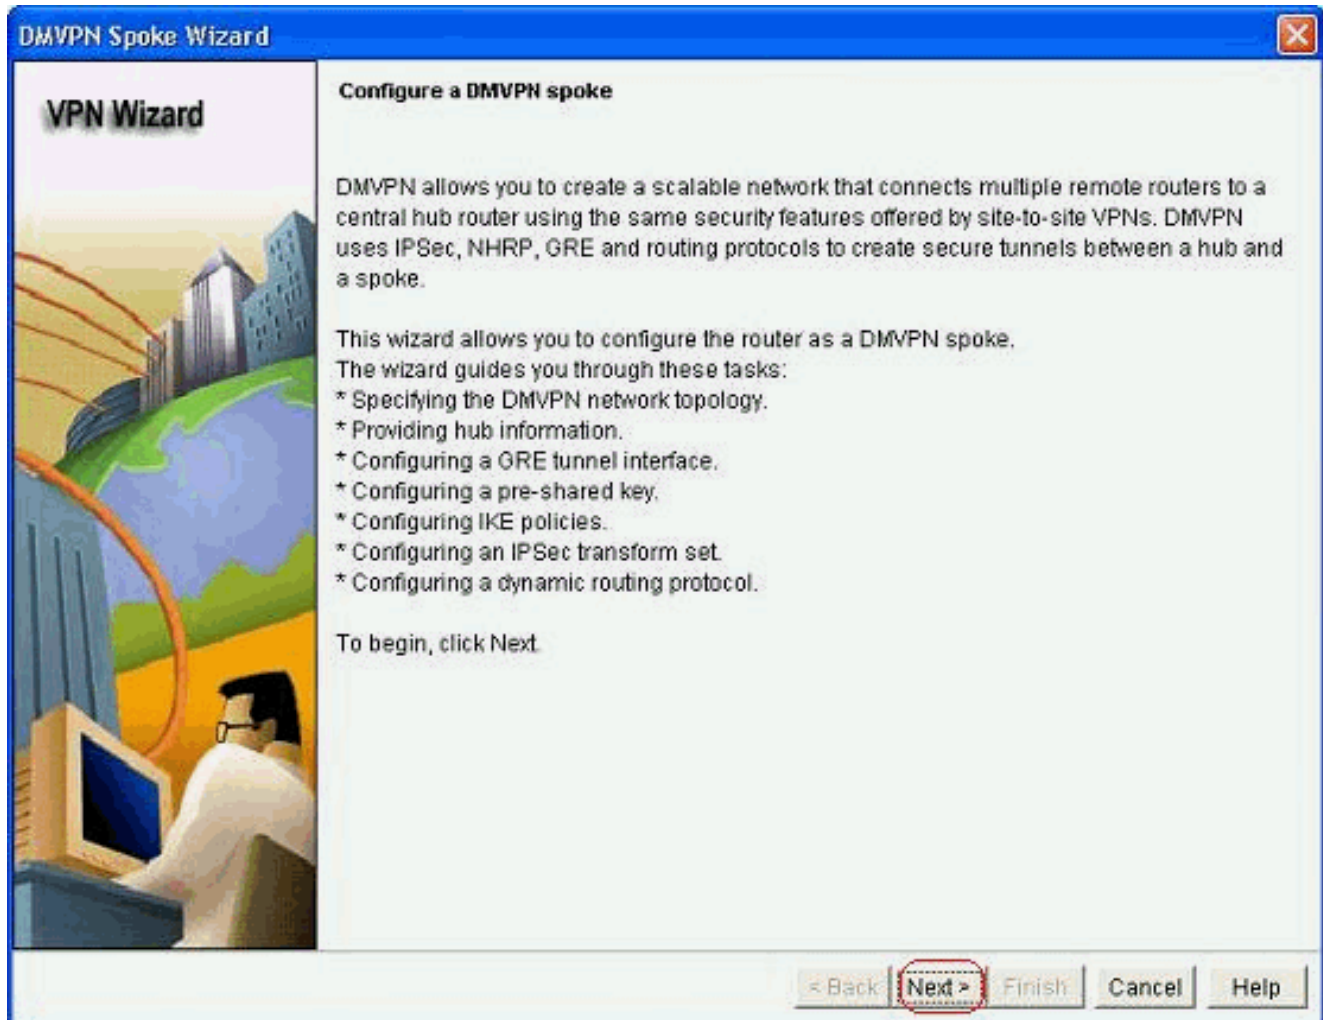 DMVPN Spoke Wizard
VPN Wizard
Configure a DMVPN spoke
DMVPN allows you to create a scalable network that connects multiple remote routers to a
central hub router using the same security features offered by site-to-site VPNs. DMVPN
uses IPSec, NHRP, GRE and routing protocols to create secure tunnels between a hub and
a spoke.
This wizard allows you to configure the router as a DMVPN spoke.
The wizard guides you through these tasks:
* Specifying the DMVPN network topology.
* Providing hub information.
* Configuring a GRE tunnel interface.
* Configuring a pre-shared key.
* Configuring IKE policies.
* Configuring an IPSec transform set.
* Configuring a dynamic routing protocol.
To begin, click Next.
< Back Next > Finish Cancel Help